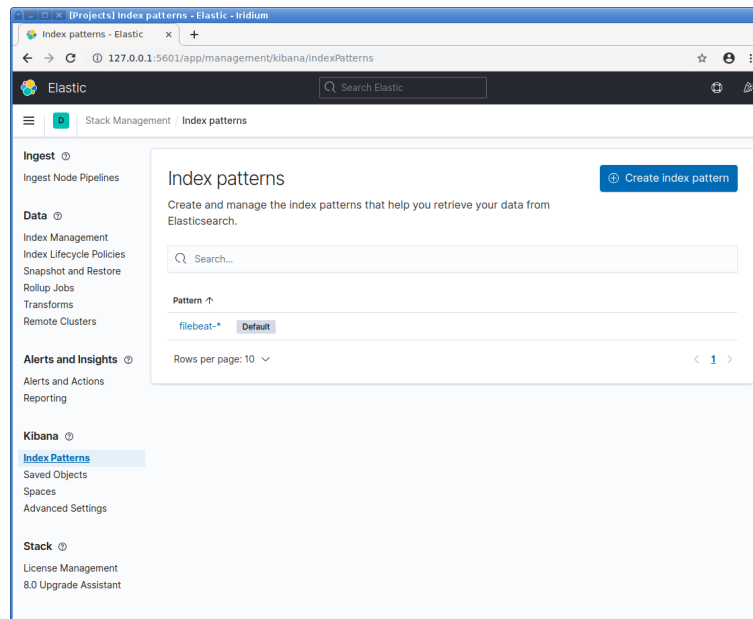 [Projects] Index patterns - Elastic - Iridium
Index patterns - Elastic
127.0.0.1:5601/app/management/kibana/indexPatterns
Elastic
Search Elastic
D
Stack Management / Index patterns
Ingest
Ingest Node Pipelines
Data
Index Management
Index Lifecycle Policies
Snapshot and Restore
Rollup Jobs
Transforms
Remote Clusters
Alerts and Insights
Alerts and Actions
Reporting
Kibana
Index Patterns
Saved Objects
Spaces
Advanced Settings
Stack
License Management
8.0 Upgrade Assistant
Index patterns
Create index pattern
Create and manage the index patterns that help you retrieve your data from
Elasticsearch.
Search...
Pattern
filebeat-* Default
Rows per page: 10
1